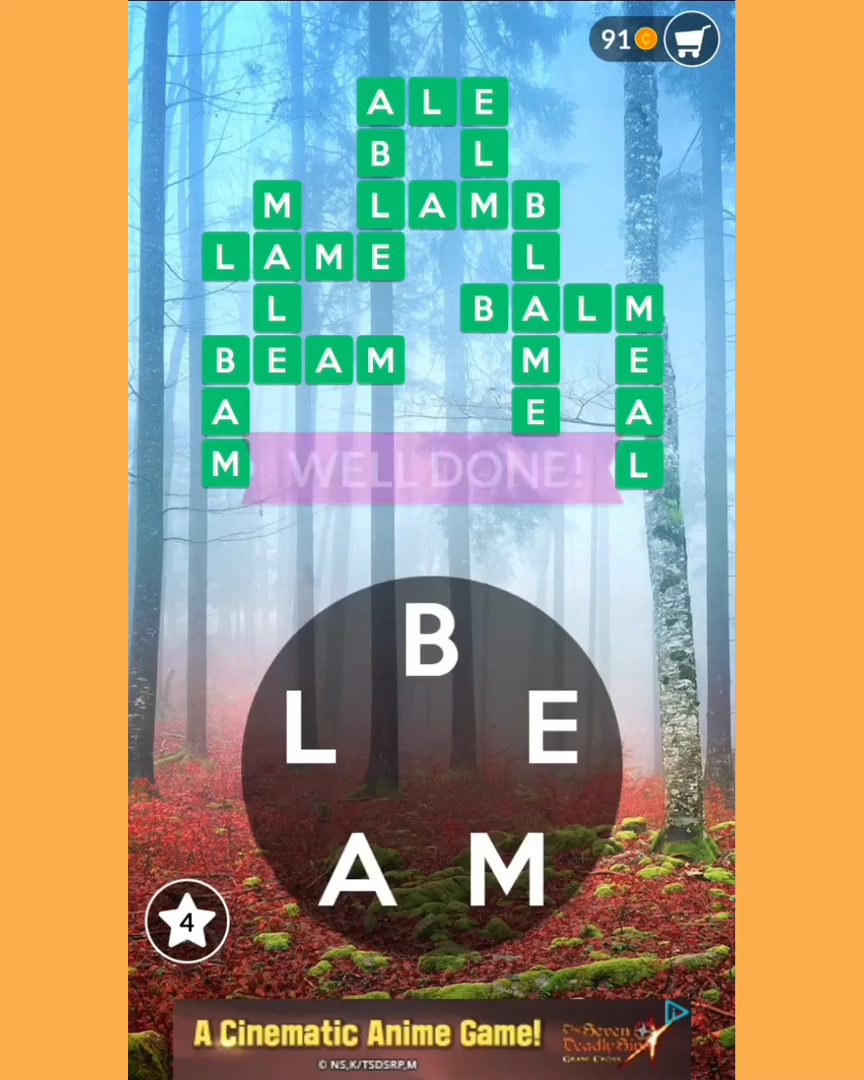 91
ALE
B L
M LAMB
LAME L
L BALM
BEAM M E
A E A
M L
WELL DONE!
B
L E
A M
4
A Cinematic Anime Game!
The Seven
Deadly Sins
GRAND CROSS
© NS,K/TSDSRP,M